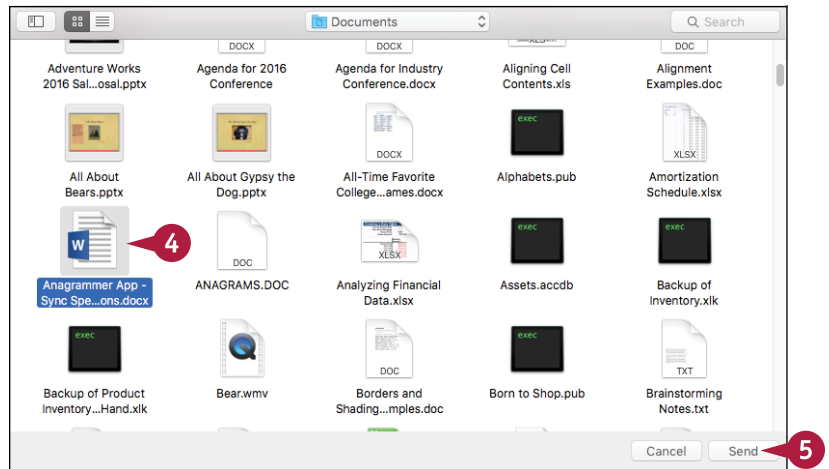 Documents
Search
DOCX
DOCX
XLS
DOC
Adventure Works
2016 Sal...osal.pptx
Agenda for 2016
Conference
Agenda for Industry
Conference.docx
Aligning Cell
Contents.xls
Alignment
Examples.doc
DOCX
exec
XLSX
All About
Bears.pptx
All About Gypsy the
Dog.pptx
All-Time Favorite
College...ames.docx
Alphabets.pub
Amortization
Schedule.xlsx
W
4
DOC
XLSX
exec
exec
Anagrammer App -
Sync Spe...ons.docx
ANAGRAMS.DOC
Analyzing Financial
Data.xlsx
Assets.accdb
Backup of
Inventory.xlk
exec
DOC
exec
TXT
Backup of Product
Inventory...Hand.xlk
Bear.wmv
Borders and
Shading...mples.doc
Born to Shop.pub
Brainstorming
Notes.txt
Cancel
Send
5